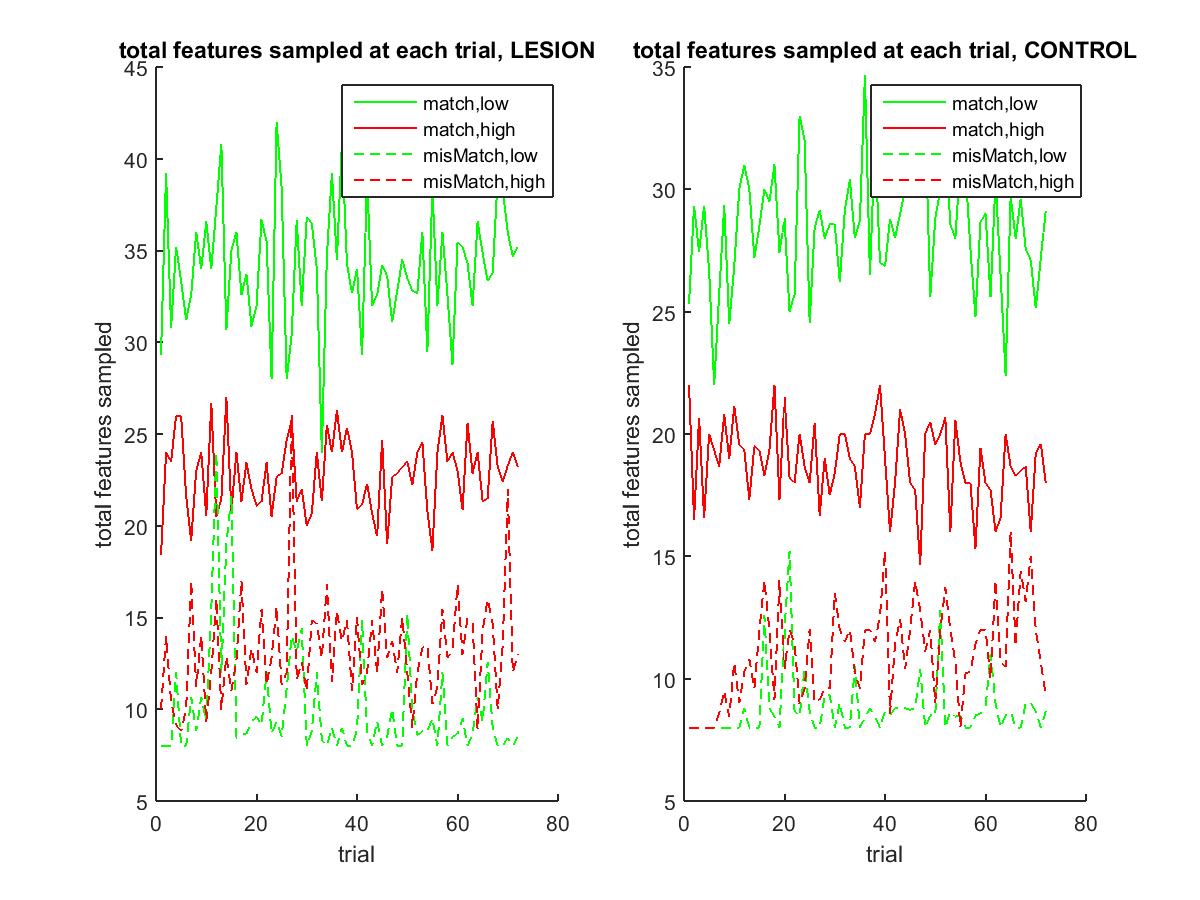 total features sampled at each trial, LESION
45
40
35
30
25
20
15
10
5
total features sampled
0
20
40
60
80
trial
match,low
match,high
misMatch,low
misMatch,high
total features sampled at each trial, CONTROL
35
30
25
20
15
10
5
total features sampled
0
20
40
60
80
trial
match,low
match,high
misMatch,low
misMatch,high